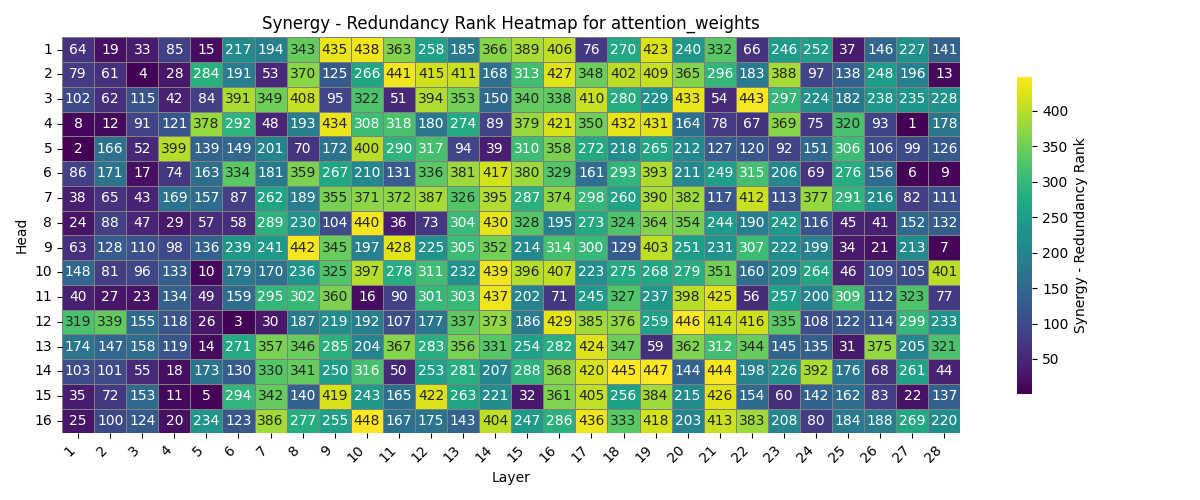 Synergy - Redundancy Rank Heatmap for attention_weights
1 64 19 33 85 15 217 194 343 435 438 363 258 185 366 389 406 76 270 423 240 332 66 246 252 37 146 227 141
2 79 61 4 28 284 191 53 370 125 266 441 415 411 168 313 427 348 402 409 365 296 183 388 97 138 248 196 13
3 102 62 115 42 84 391 349 408 95 322 51 394 353 150 340 338 410 280 229 433 54 443 297 224 182 238 235 228
4 8 12 91 121 378 292 48 193 434 308 318 180 274 89 379 421 350 432 431 164 78 67 369 75 320 93 1 178
5 2 166 52 399 139 149 201 70 172 400 290 317 94 39 310 358 272 218 265 212 127 120 92 151 306 106 99 126
6 86 171 17 74 163 334 181 359 267 210 131 336 381 417 380 329 161 293 393 211 249 315 206 69 276 156 6 9
7 38 65 43 169 157 87 262 189 355 371 372 387 326 395 287 374 298 260 390 382 117 412 113 377 291 216 82 111
8 24 88 47 29 57 58 289 230 104 440 36 73 304 430 328 195 273 324 364 354 244 190 242 116 45 41 152 132
9 63 128 110 98 136 239 241 442 345 197 428 225 305 352 214 314 300 129 403 251 231 307 222 199 34 21 213 7
10 148 81 96 133 10 179 170 236 325 397 278 311 232 439 396 407 223 275 268 279 351 160 209 264 46 109 105 401
11 40 27 23 134 49 159 295 302 360 16 90 301 303 437 202 71 245 327 237 398 425 56 257 200 309 112 323 77
12 319 339 155 118 26 3 30 187 219 192 107 177 337 373 186 429 385 376 259 446 414 416 335 108 122 114 299 233
13 174 147 158 119 14 271 357 346 285 204 367 283 356 331 254 282 424 347 59 362 312 344 145 135 31 375 205 321
14 103 101 55 18 173 130 330 341 250 316 50 253 281 207 288 368 420 445 447 144 444 198 226 392 176 68 261 44
15 35 72 153 11 5 294 342 140 419 243 165 422 263 221 32 361 405 256 384 215 426 154 60 142 162 83 22 137
16 25 100 124 20 234 123 386 277 255 448 167 175 143 404 247 286 436 333 418 203 413 383 208 80 184 188 269 220
1 2 3 4 5 6 7 8 9 10 11 12 13 14 15 16 17 18 19 20 21 22 23 24 25 26 27 28
Layer
Head
400
350
300
250
200
150
100
50
Synergy - Redundancy Rank